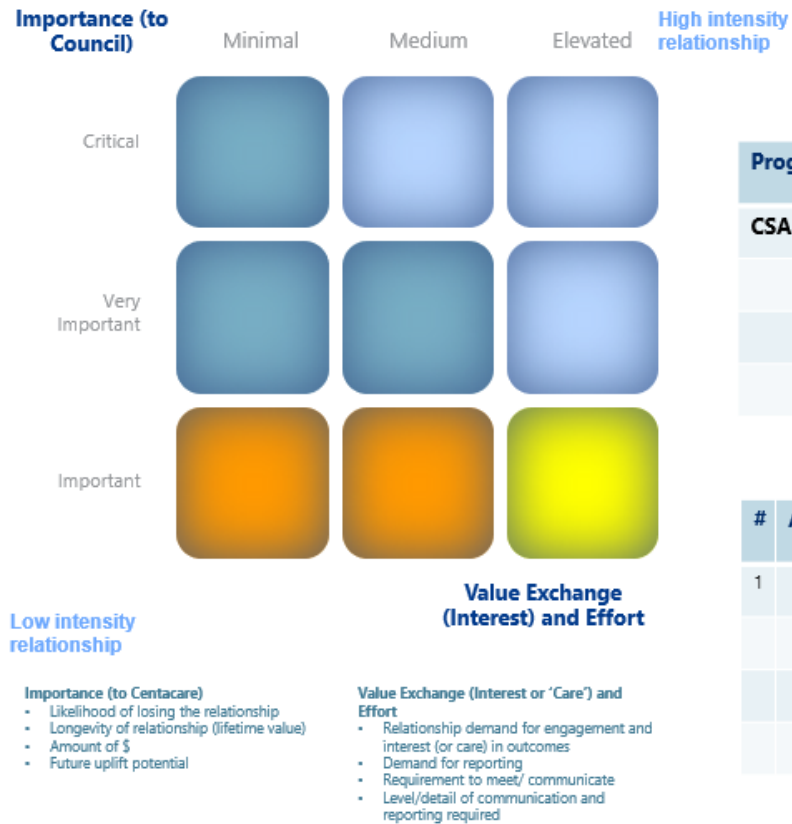 Importance (to
Council)
Minimal
Medium
Elevated
High intensity
relationship
Critical
Very
Important
Important
CSA
#
1
Value Exchange
(Interest) and Effort
Low intensity
relationship
Importance (to Centacare)
- Likelihood of losing the relationship
- Longevity of relationship (lifetime value)
- Amount of $
- Future uplift potential
Value Exchange (Interest or ‘Care’) and
Effort
- Relationship demand for engagement and
interest (or care) in outcomes
- Demand for reporting
- Requirement to meet/ communicate
- Level/detail of communication and
reporting required